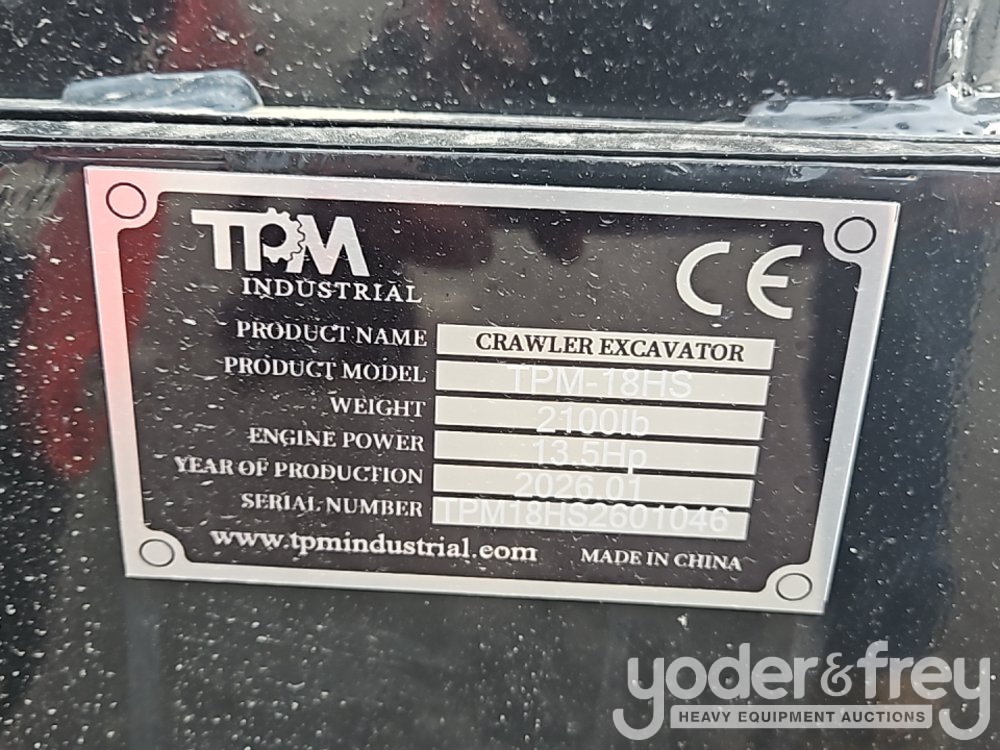 TPM
INDUSTRIAL
CE
PRODUCT NAME CRAWLER EXCAVATOR
PRODUCT MODEL TPM-18HS
WEIGHT 2100lb
ENGINE POWER 13.5Hp
YEAR OF PRODUCTION 2026.01
SERIAL NUMBER TPM18HS2601046
www.tpmindustrial.com MADE IN CHINA
yoder&frey
HEAVY EQUIPMENT AUCTIONS